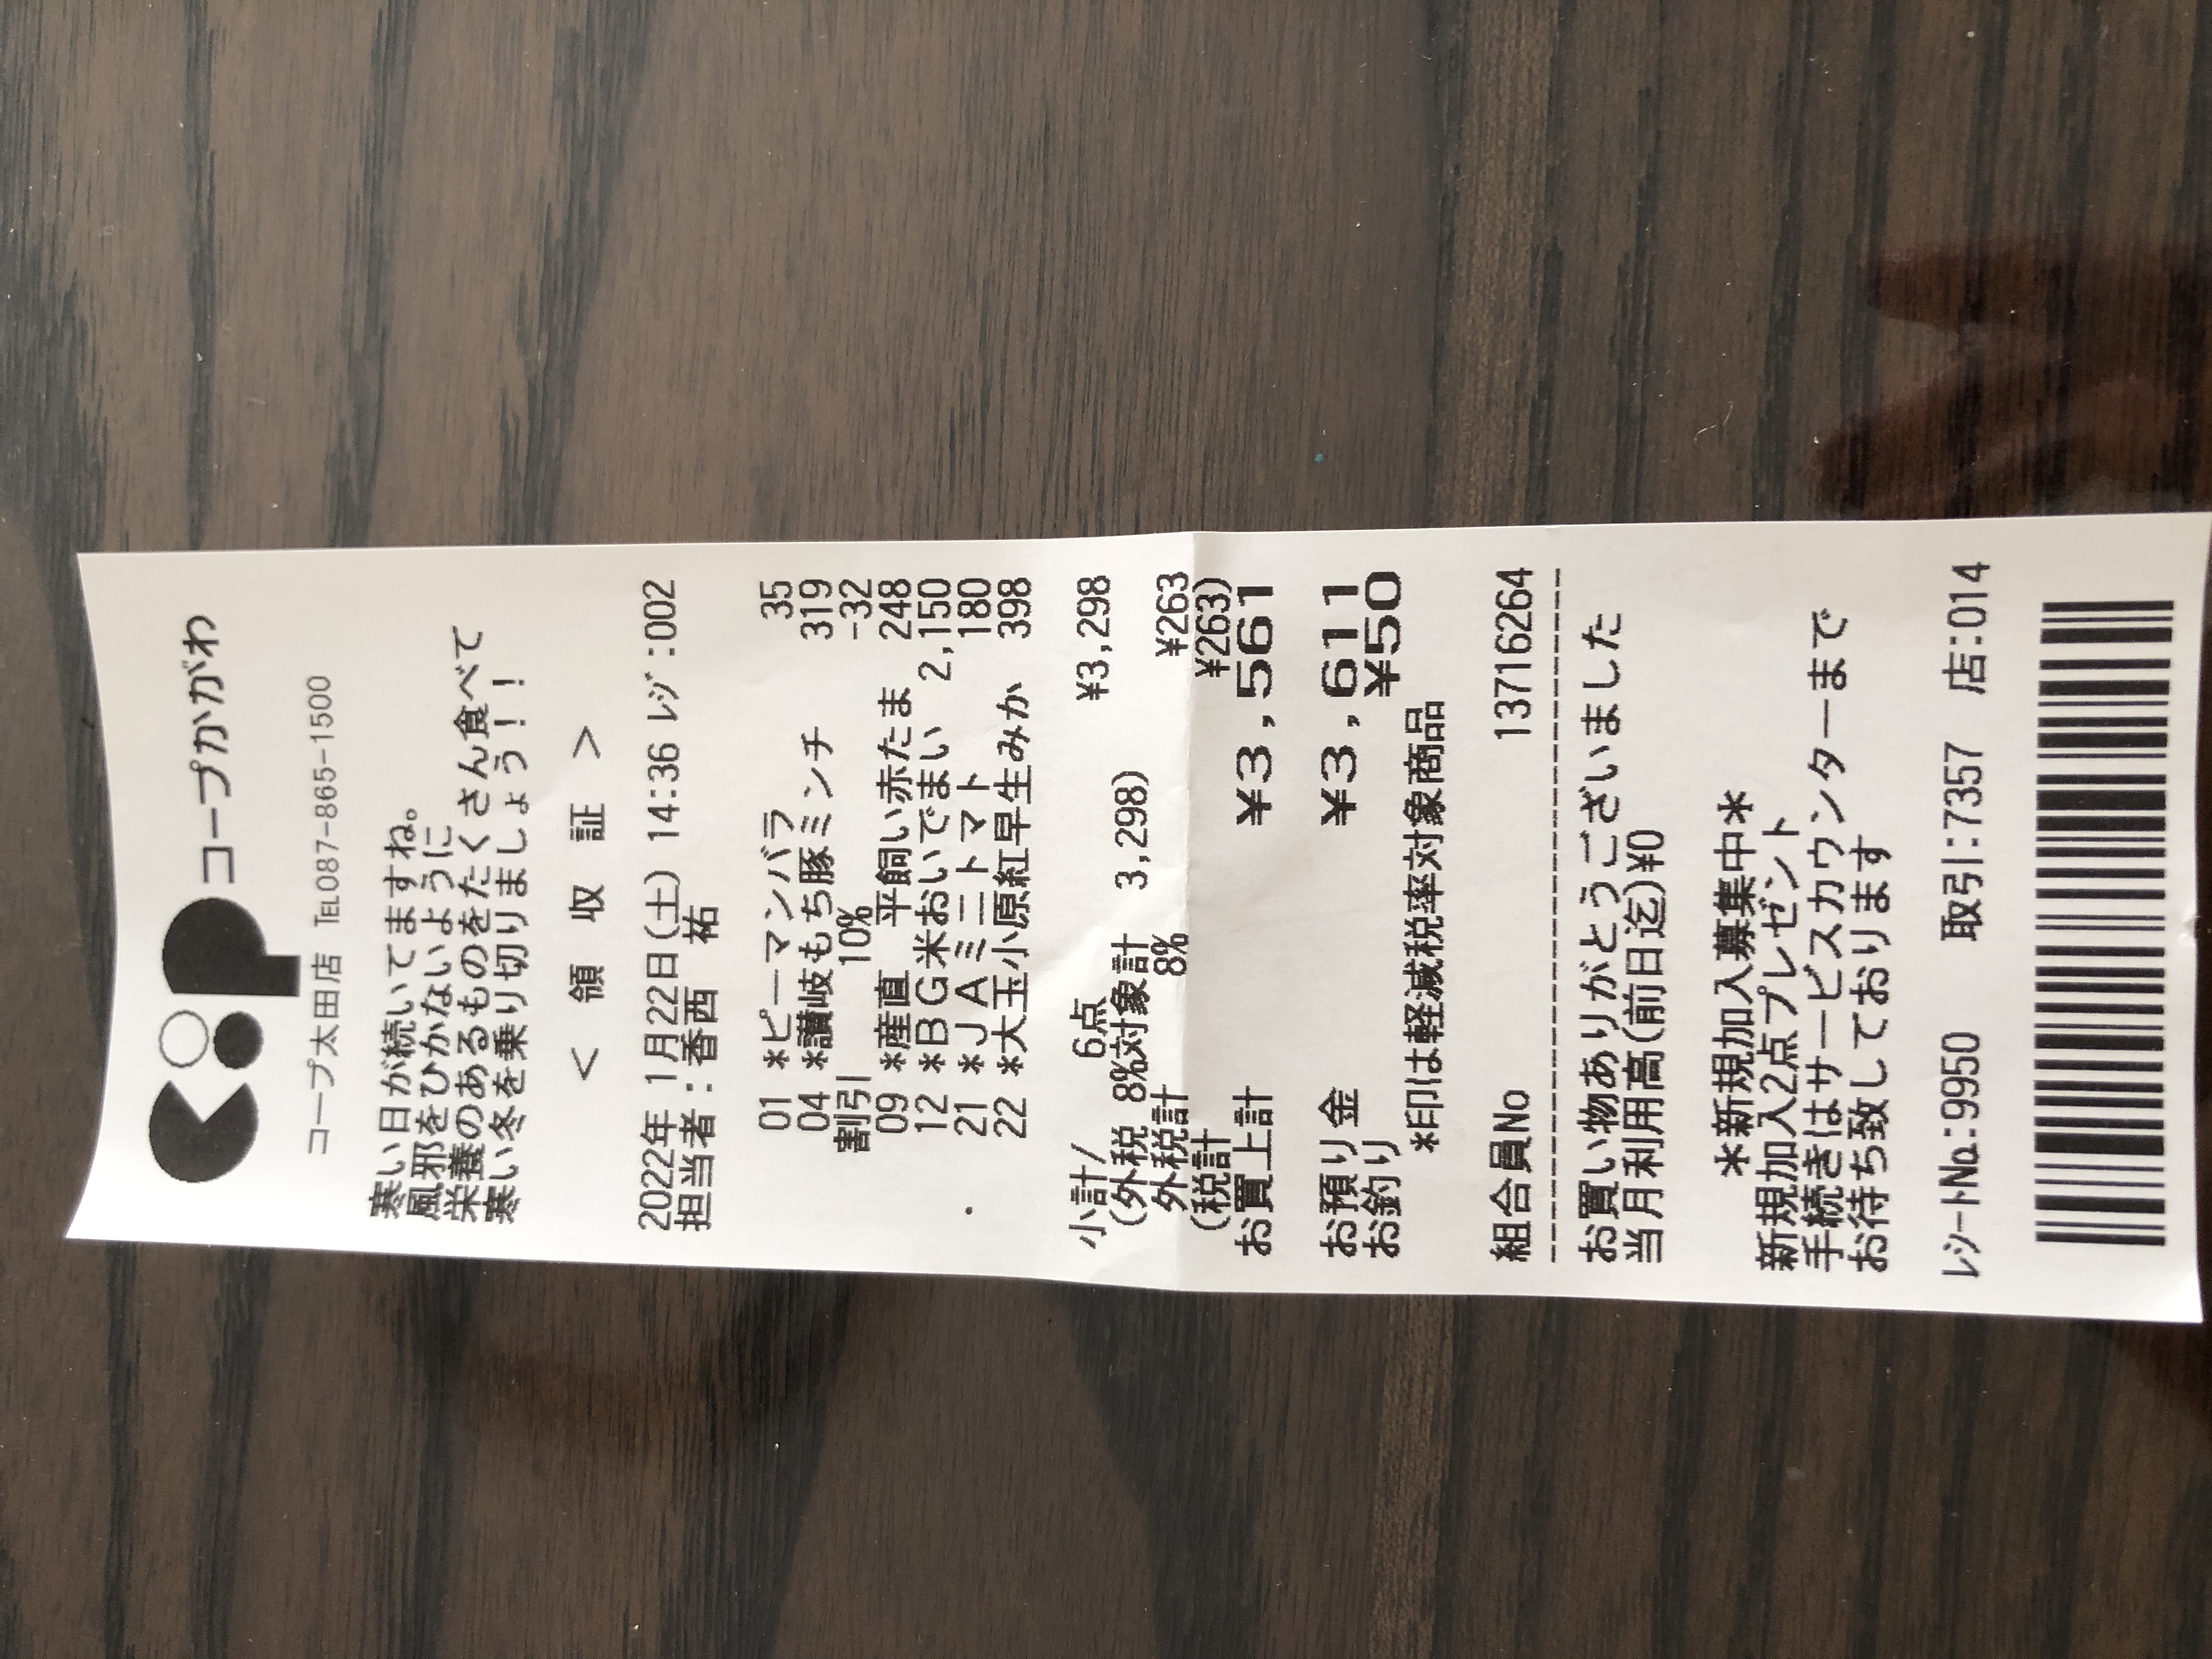 coop コープかがわ
コープ太田店 TEL087-865-1500
寒い日が続いてますね。
風邪をひかないように
栄養のあるものをたくさん食べて
寒い冬を乗り切りましょう!!
< 領 収 証 >
2022年 1月22日(土) 14:36 ﾚｼﾞ:002
担当者:香西 祐
01 *ピーマンバラ 35
04 *讃岐もち豚ミンチ 319
割引 10% -32
09 *産直 平飼い赤たま 248
12 *BG米おいでまい 2,150
21 *JAミニトマト 180
22 *大玉小原紅早生みか 398
小計/ 6点 ¥3,298
(外税 8%対象計 3,298)
外税計 8% ¥263
(税計 ¥263)
お買上計 ¥3,561
お預り金 ¥3,611
お釣り ¥50
*印は軽減税率対象商品
組合員No 13716264
お買い物ありがとうございました
当月利用高(前日迄)¥0
*新規加入募集中*
新規加入2点プレゼント
手続きはサービスカウンターまで
お待ち致しております
ﾚｼｰﾄNo.:9950 取引:7357 店:014